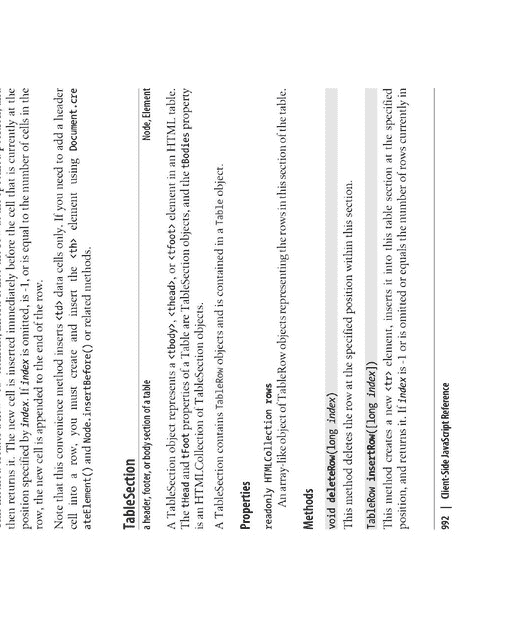 then returns it. The new cell is inserted immediately before the cell that is currently at the
position specified by index. If index is omitted, is -1, or is equal to the number of cells in the
row, the new cell is appended to the end of the row.
Note that this convenience method inserts <td> data cells only. If you need to add a header
cell into a row, you must create and insert the <th> element using Document.cre
ateElement() and Node.insertBefore() or related methods.
TableSection
a header, footer, or body section of a table Node, Element
A TableSection object represents a <tbody>, <thead>, or <tfoot> element in an HTML table.
The tHead and tFoot properties of a Table are TableSection objects, and the tBodies property
is an HTMLCollection of TableSection objects.
A TableSection contains TableRow objects and is contained in a Table object.
Properties
readonly HTMLCollection rows
An array-like object of TableRow objects representing the rows in this section of the table.
Methods
void deleteRow(long index)
This method deletes the row at the specified position within this section.
TableRow insertRow([long index])
This method creates a new <tr> element, inserts it into this table section at the specified
position, and returns it. If index is -1 or is omitted or equals the number of rows currently in
992 | Client-Side JavaScript Reference